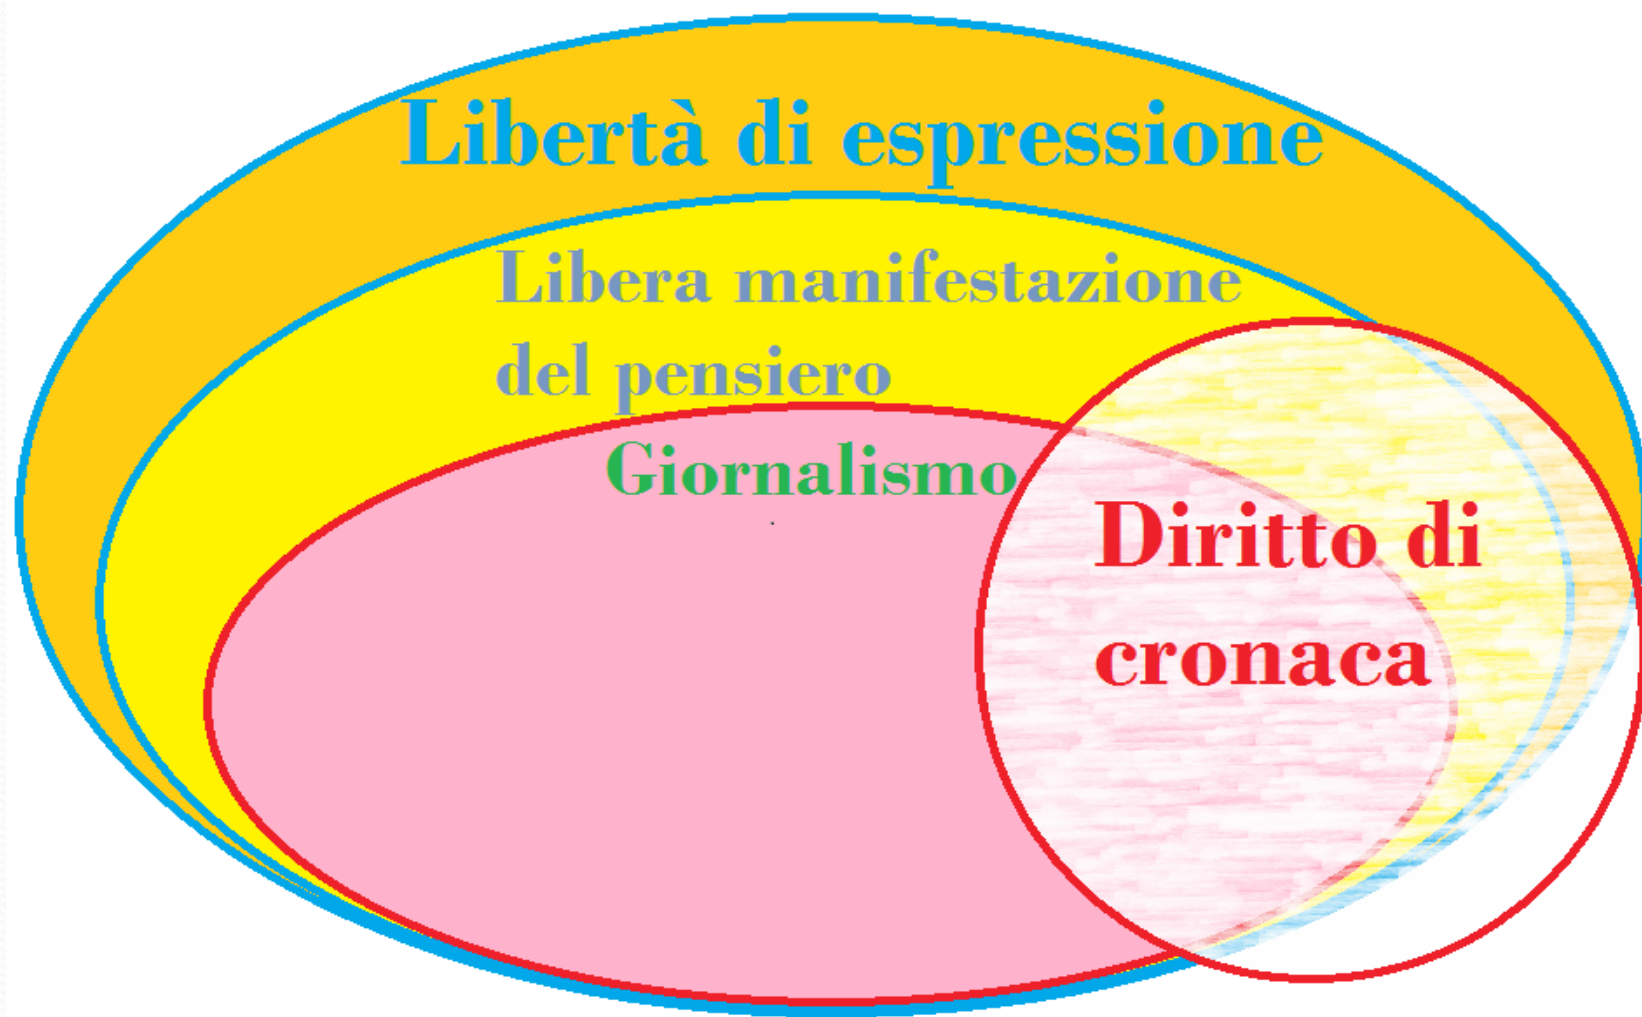 Libertà di espressione
Libera manifestazione
del pensiero
Giornalismo
Diritto di
cronaca